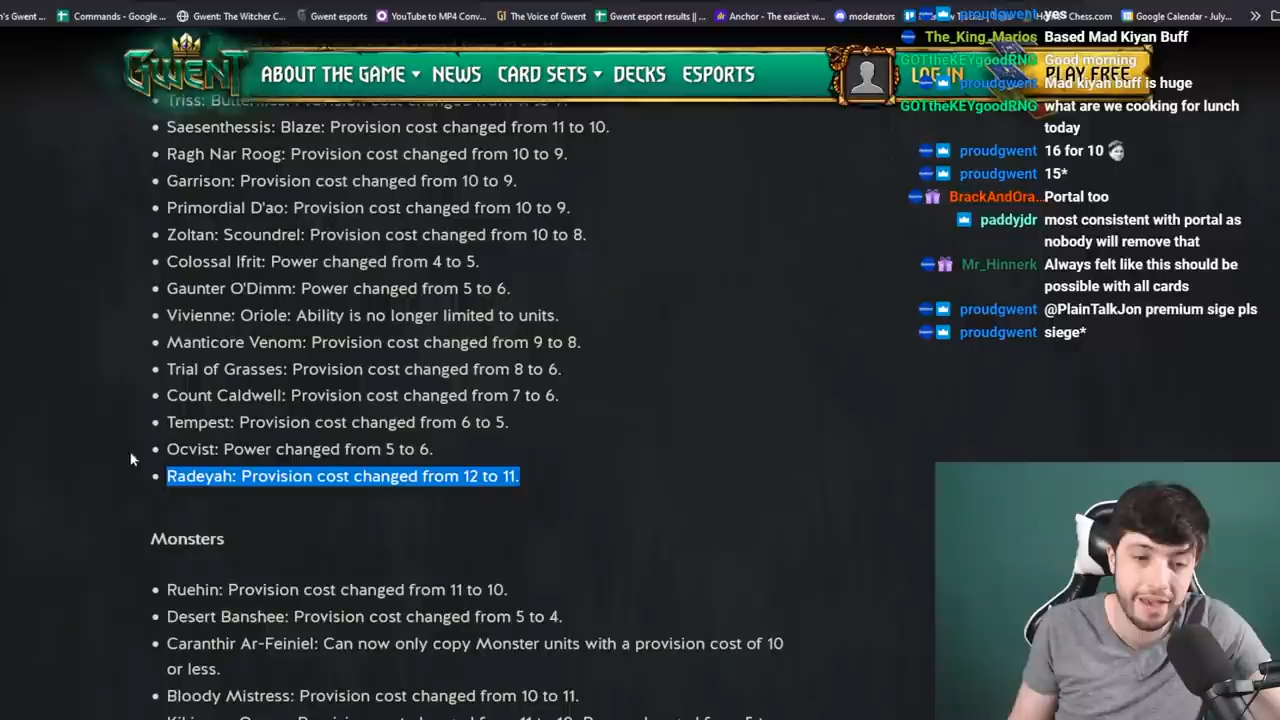 n's Gwent ...
Commands - Google ...
Gwent: The Witcher C...
Gwent esports
YouTube to MP4 Conv...
The Voice of Gwent
Gwent esport results || ...
Anchor - The easiest w...
moderators
Chess.com
Google Calendar - July...
GWENT
ABOUT THE GAME
NEWS
CARD SETS
DECKS
ESPORTS
LOG IN
PLAY FREE
Provision cost changed from
Saesenthessis: Blaze: Provision cost changed from 11 to 10.
Ragh Nar Roog: Provision cost changed from 10 to 9.
Garrison: Provision cost changed from 10 to 9.
Primordial D'ao: Provision cost changed from 10 to 9.
Zoltan: Scoundrel: Provision cost changed from 10 to 8.
Colossal Ifrit: Power changed from 4 to 5.
Gaunter O'Dimm: Power changed from 5 to 6.
Vivienne: Oriole: Ability is no longer limited to units.
Manticore Venom: Provision cost changed from 9 to 8.
Trial of Grasses: Provision cost changed from 8 to 6.
Count Caldwell: Provision cost changed from 7 to 6.
Tempest: Provision cost changed from 6 to 5.
Ocvist: Power changed from 5 to 6.
Radeyah: Provision cost changed from 12 to 11.
Monsters
Ruehin: Provision cost changed from 11 to 10.
Desert Banshee: Provision cost changed from 5 to 4.
Caranthir Ar-Feiniel: Can now only copy Monster units with a provision cost of 10
or less.
Bloody Mistress: Provision cost changed from 10 to 11.
proudgwent yes
The_King_Marios Based Mad Kiyan Buff
GOTtheKEYgoodRNG Good morning
proudgwent Mad kiyan buff is huge
GOTtheKEYgoodRNG what are we cooking for lunch
today
proudgwent 16 for 10
proudgwent 15*
BrackAndOra... Portal too
paddyjdr most consistent with portal as
nobody will remove that
Mr_Hinnerk Always felt like this should be
possible with all cards
proudgwent @PlainTalkJon premium sige pls
proudgwent siege*